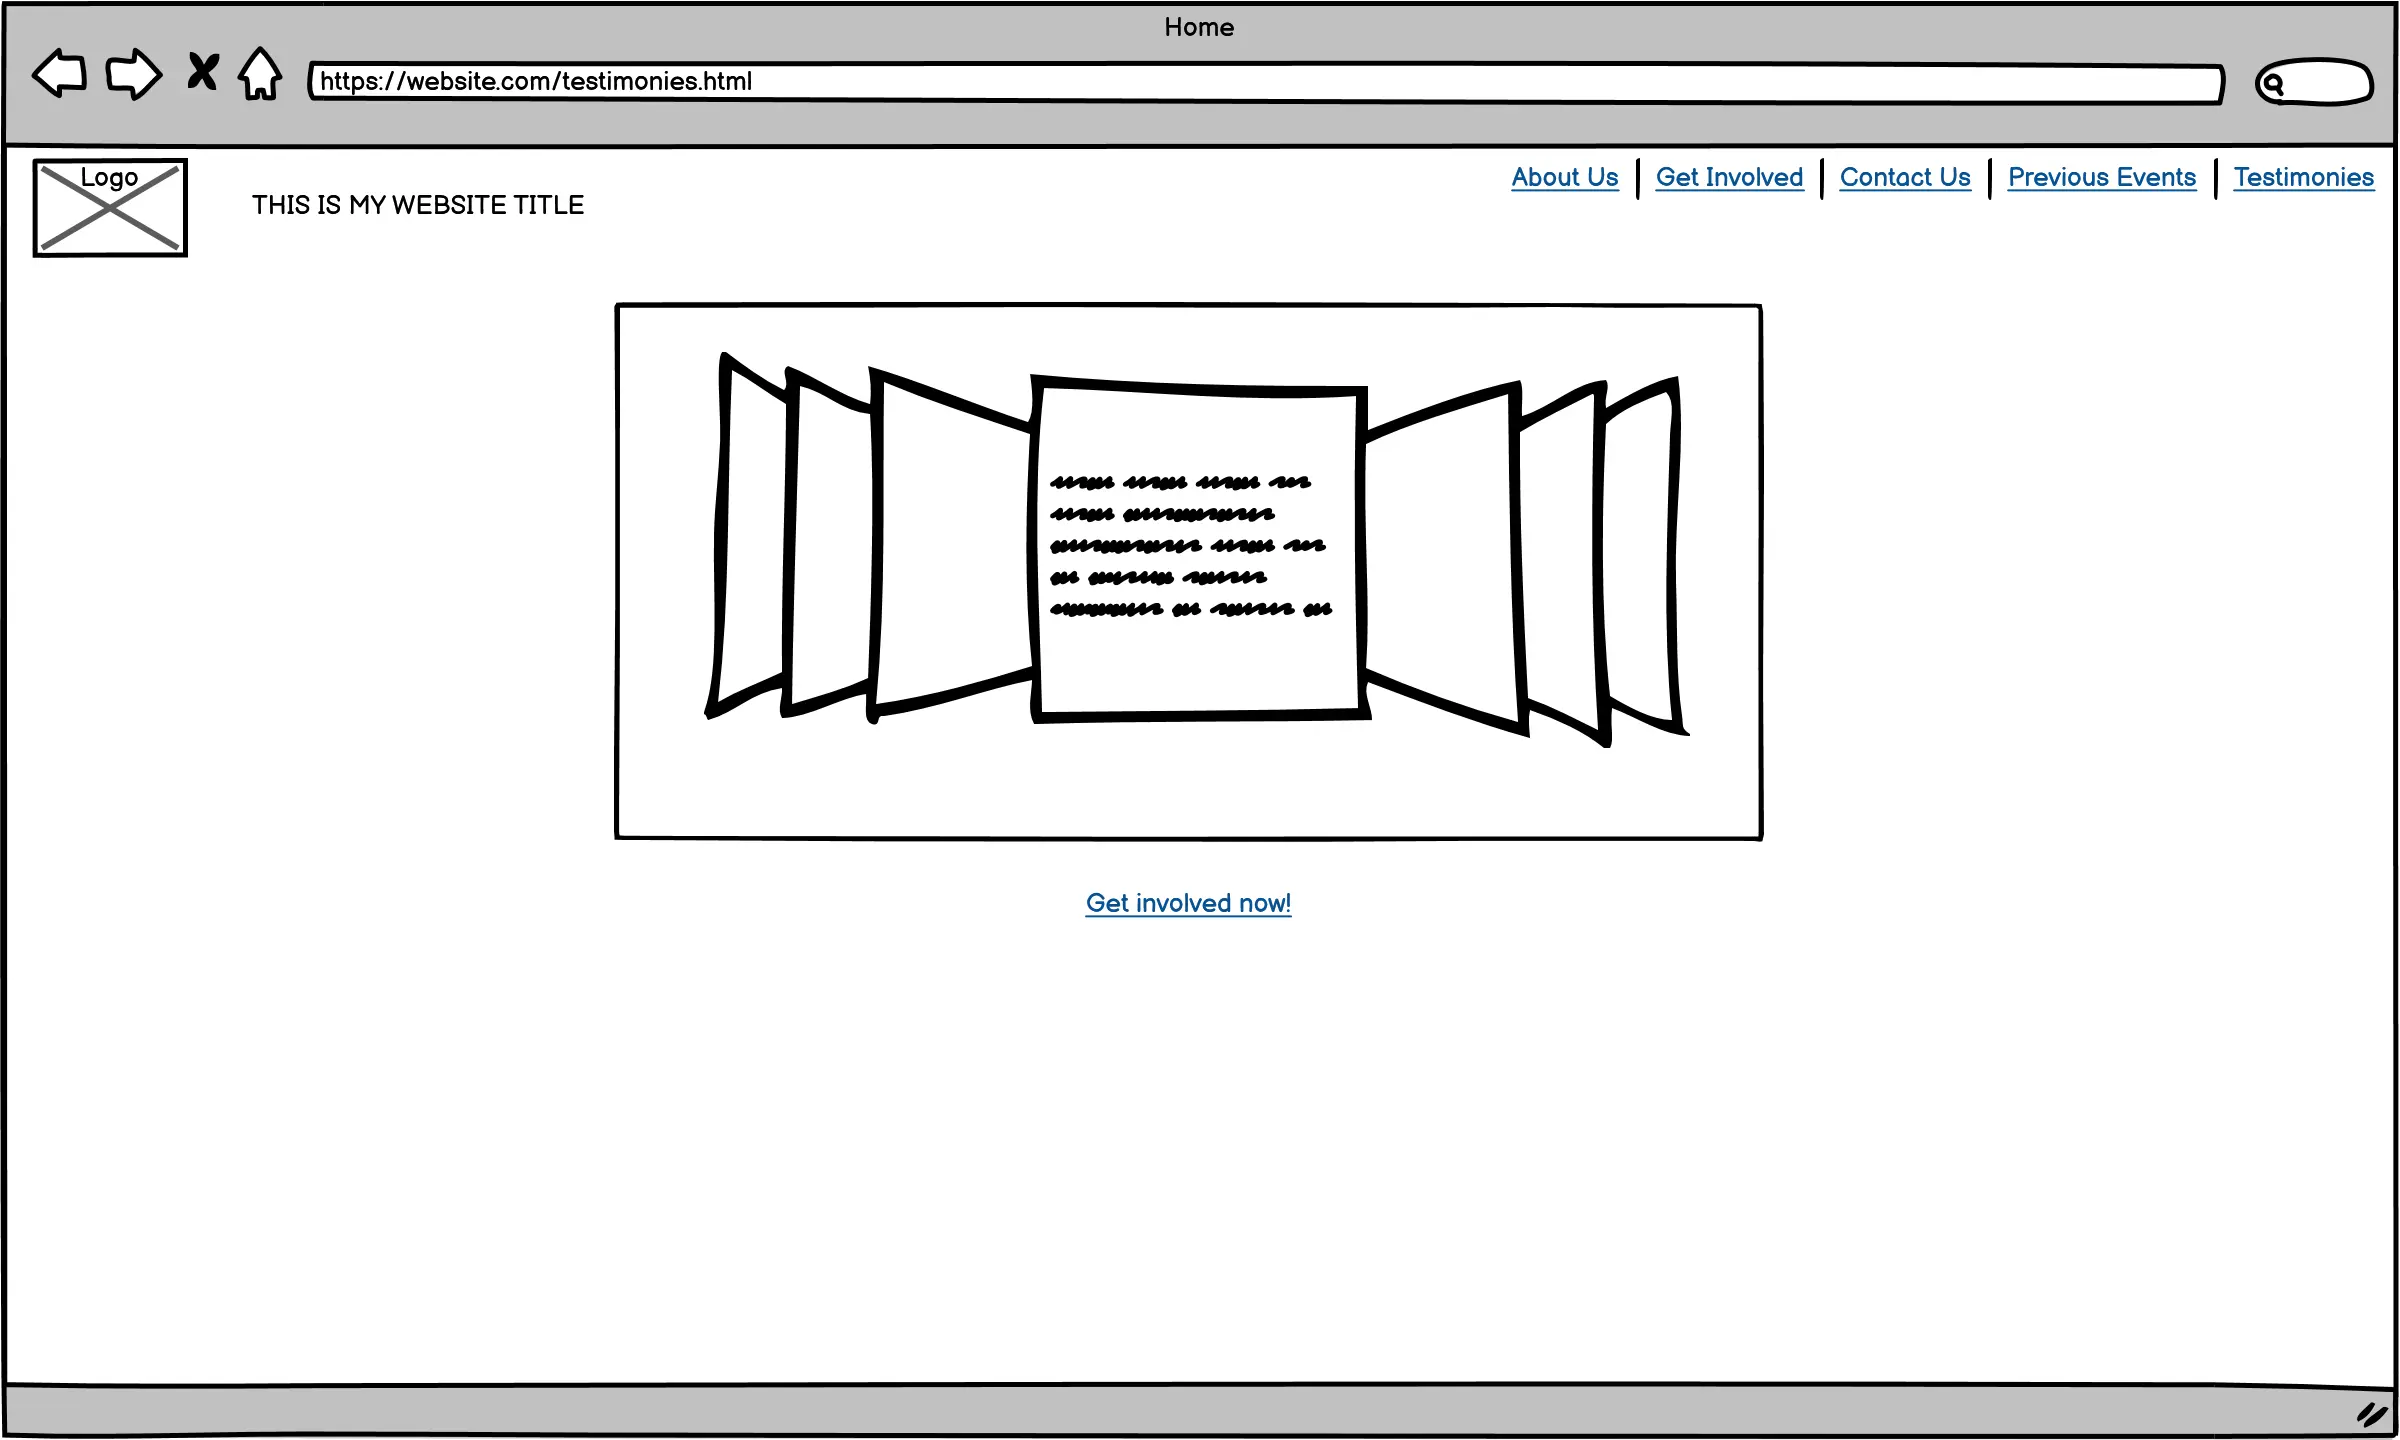 Home
https://website.com/testimonies.html
Logo
THIS IS MY WEBSITE TITLE
About Us
Get Involved
Contact Us
Previous Events
Testimonies
Get involved now!